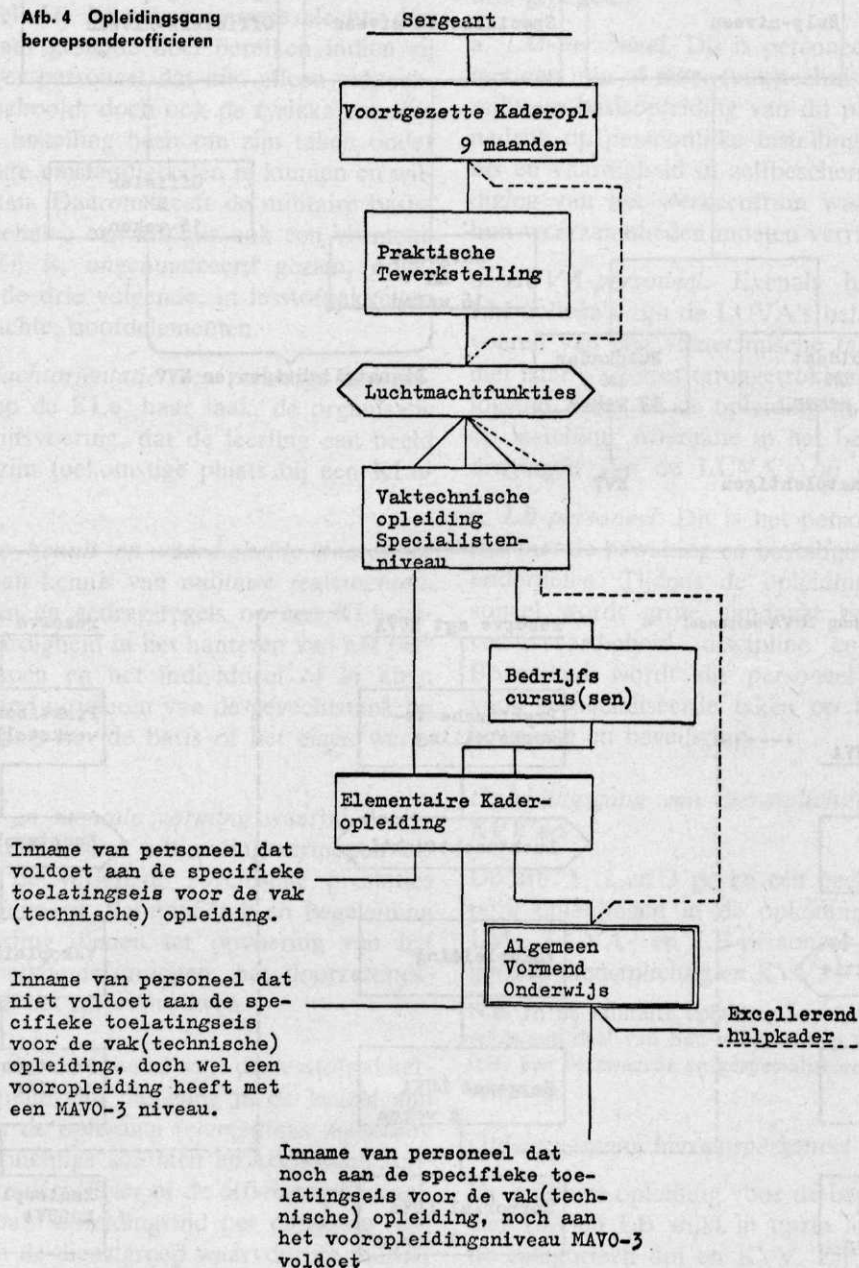 Afb. 4 Opleidingsgang
beroepsonderofficieren
Sergeant
Voortgezette Kaderopl.
9 maanden
Praktische
Tewerkstelling
Luchtmachtfunkties
Vaktechnische
opleiding
Specialisten-
niveau
Bedrijfs
cursus(sen)
Elementaire Kader-
opleiding
Inname van personeel dat
voldoet aan de specifieke
toelatingseis voor de vak
(technische) opleiding.
Algemeen
Vormend
Onderwijs
Inname van personeel dat
niet voldoet aan de spe-
cifieke toelatingseis
voor de vak(technische)
opleiding, doch wel een
vooropleiding heeft met
een MAVO-3 niveau.
Excellerend
hulpkader
Inname van personeel dat
noch aan de specifieke toe-
latingseis voor de vak(tech-
nische) opleiding, noch aan
het vooropleidingsniveau MAVO-3
voldoet